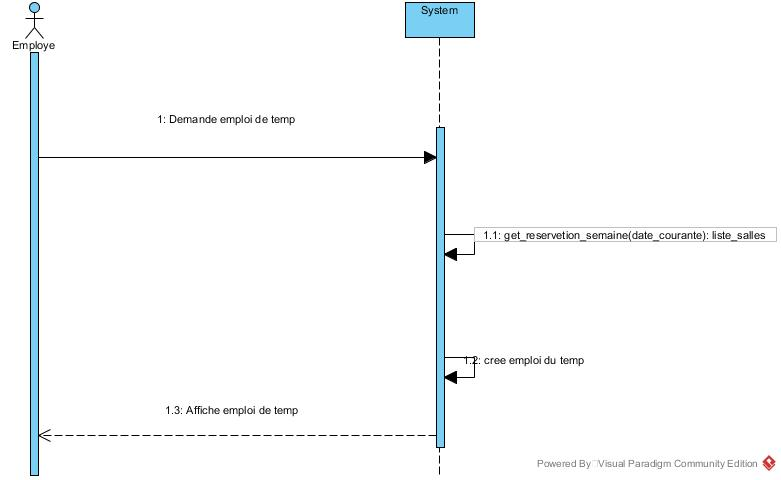 System
Employe
1: Demande emploi de temp
1.1: get_reservetion_semaine(date_courante): liste_salles
1.2: cree emploi du temp
1.3: Affiche emploi de temp
Powered By Visual Paradigm Community Edition